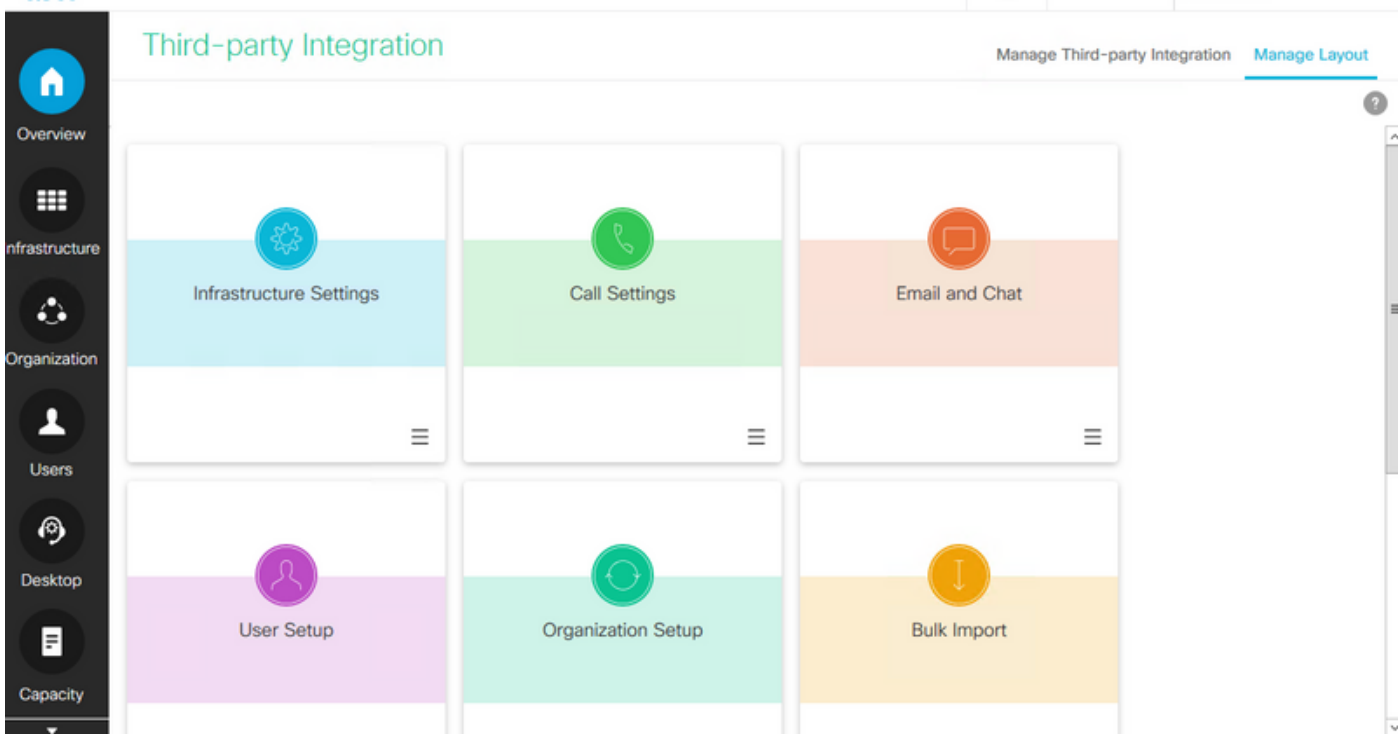 Third-party Integration
Manage Third-party Integration
Manage Layout
?
Overview
nfrastructure
Organization
Users
Desktop
Capacity
Infrastructure Settings
Call Settings
Email and Chat
User Setup
Organization Setup
Bulk Import